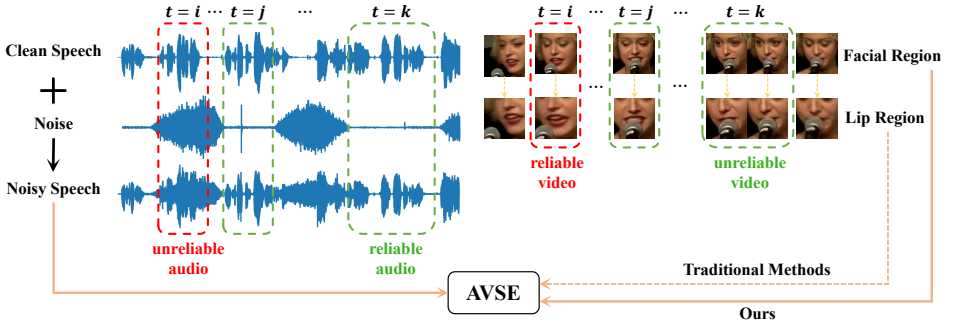 t = i ... t = j ... t = k
t = i ... t = j ... t = k
Clean Speech
Facial Region
+
Noise
... ...
Lip Region
Noisy Speech
reliable
video
unreliable
video
unreliable
audio
reliable
audio
Traditional Methods
AVSE
Ours